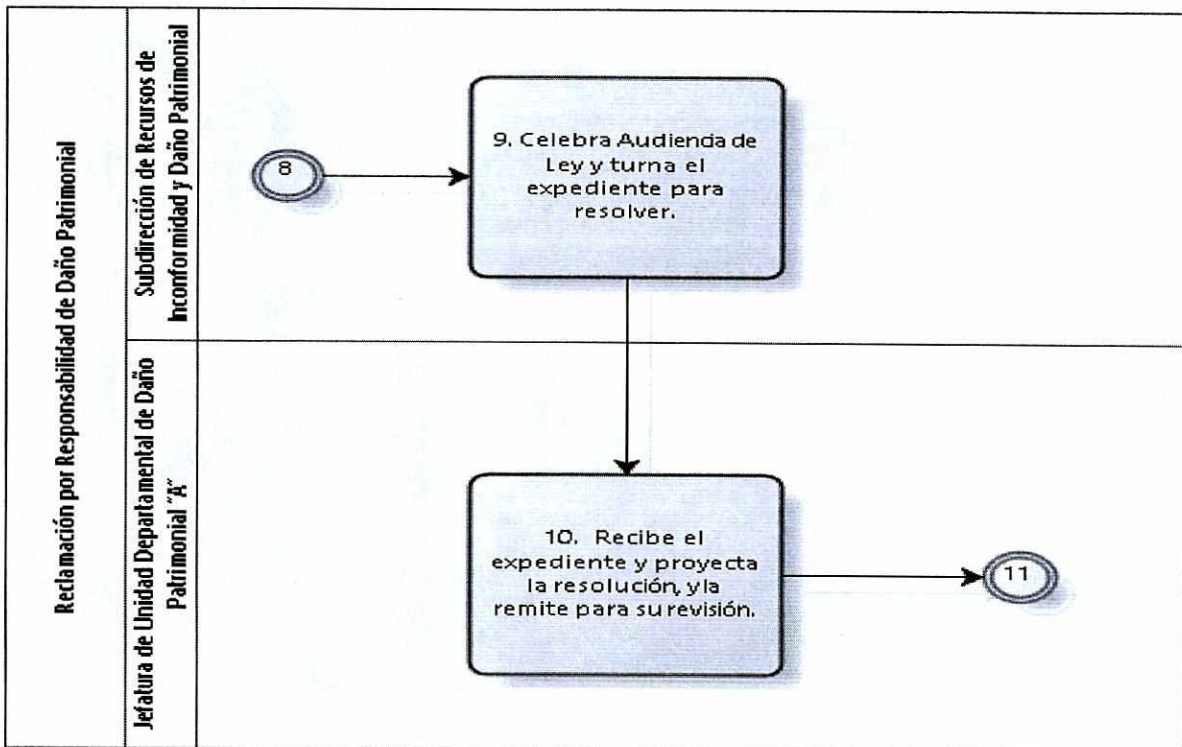 Reclamación por Responsabilidad de Daño Patrimonial
Subdirección de Recursos de
Inconformidad y Daño Patrimonial
8
9. Celebra Audiencia de
Ley y turna el
expediente para
resolver.
Jefatura de Unidad Departamental de Daño
Patrimonial "A"
10. Recibe el
expediente y proyecta
la resolución, y la
remite para su revisión.
11